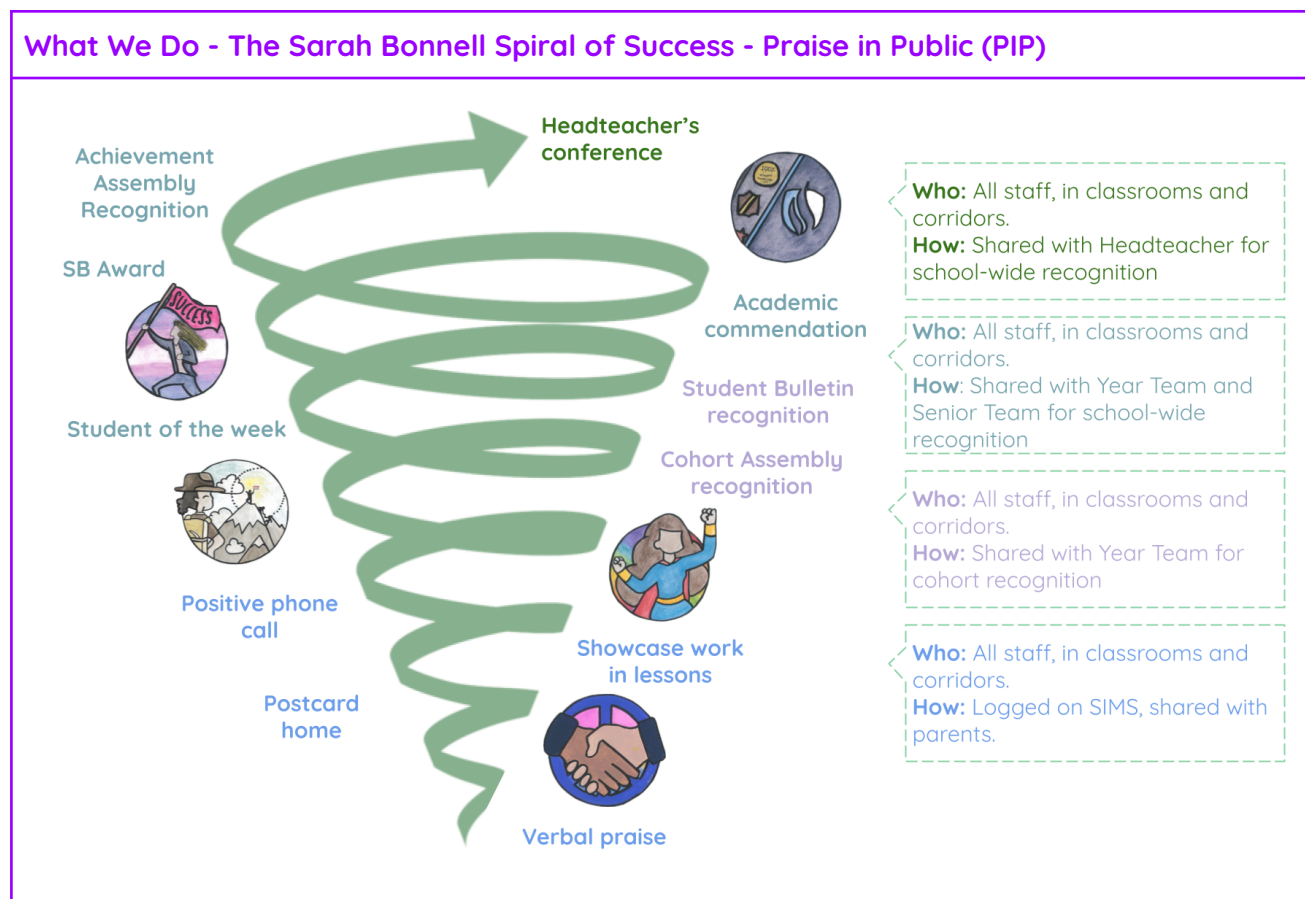 What We Do - The Sarah Bonnell Spiral of Success - Praise in Public (PIP)
Headteacher's
conference
Achievement
Assembly
Recognition
SB Award
SUCCESS
Academic
commendation
Student Bulletin
recognition
Student of the week
Cohort Assembly
recognition
Positive phone
call
Showcase work
in lessons
Postcard
home
Verbal praise
Who: All staff, in classrooms and
corridors.
How: Shared with Headteacher for
school-wide recognition
Who: All staff, in classrooms and
corridors.
How: Shared with Year Team and
Senior Team for school-wide
recognition
Who: All staff, in classrooms and
corridors.
How: Shared with Year Team for
cohort recognition
Who: All staff, in classrooms and
corridors.
How: Logged on SIMS, shared with
parents.